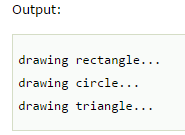 Output:
drawing rectangle...
drawing circle...
drawing triangle...